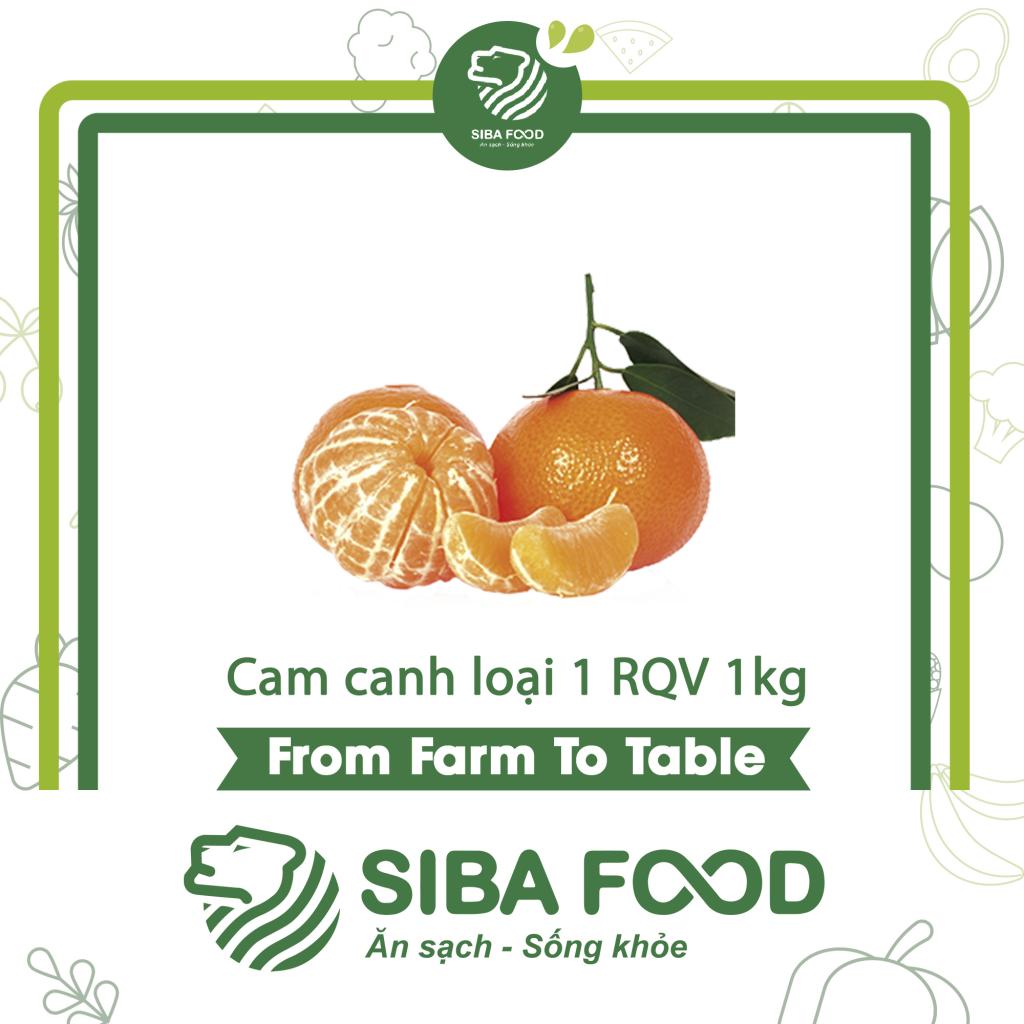 SIBA FOOD
Ăn sạch - Sống khỏe
Cam canh loại 1 RQV 1kg
From Farm To Table
SIBA FOOD
Ăn sạch - Sống khỏe